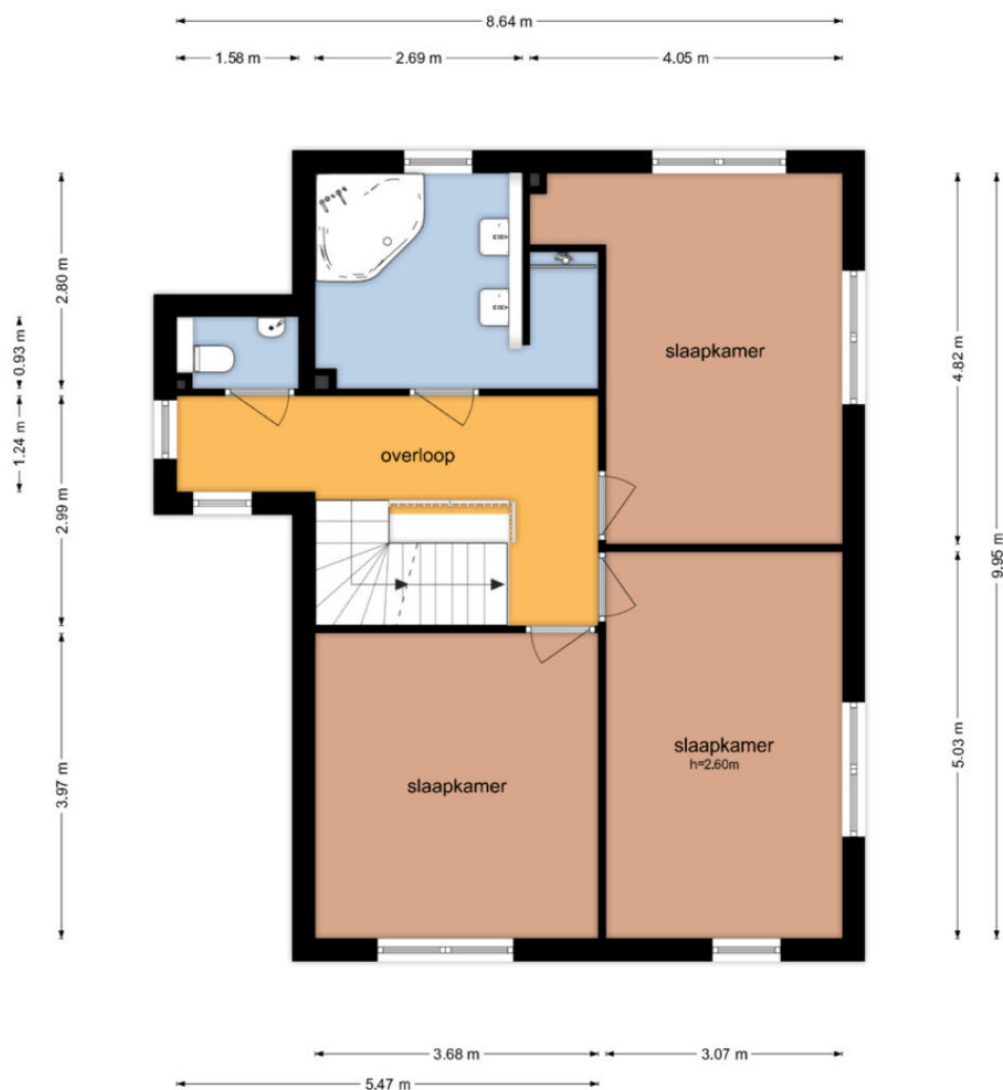 8.64 m
1.58 m
2.69 m
4.05 m
2.80 m
0.93 m
4.82 m
slaapkamer
1.24 m
overloop
2.99 m
9.95 m
slaapkamer
h=2.60m
5.03 m
slaapkamer
3.97 m
3.68 m
3.07 m
5.47 m